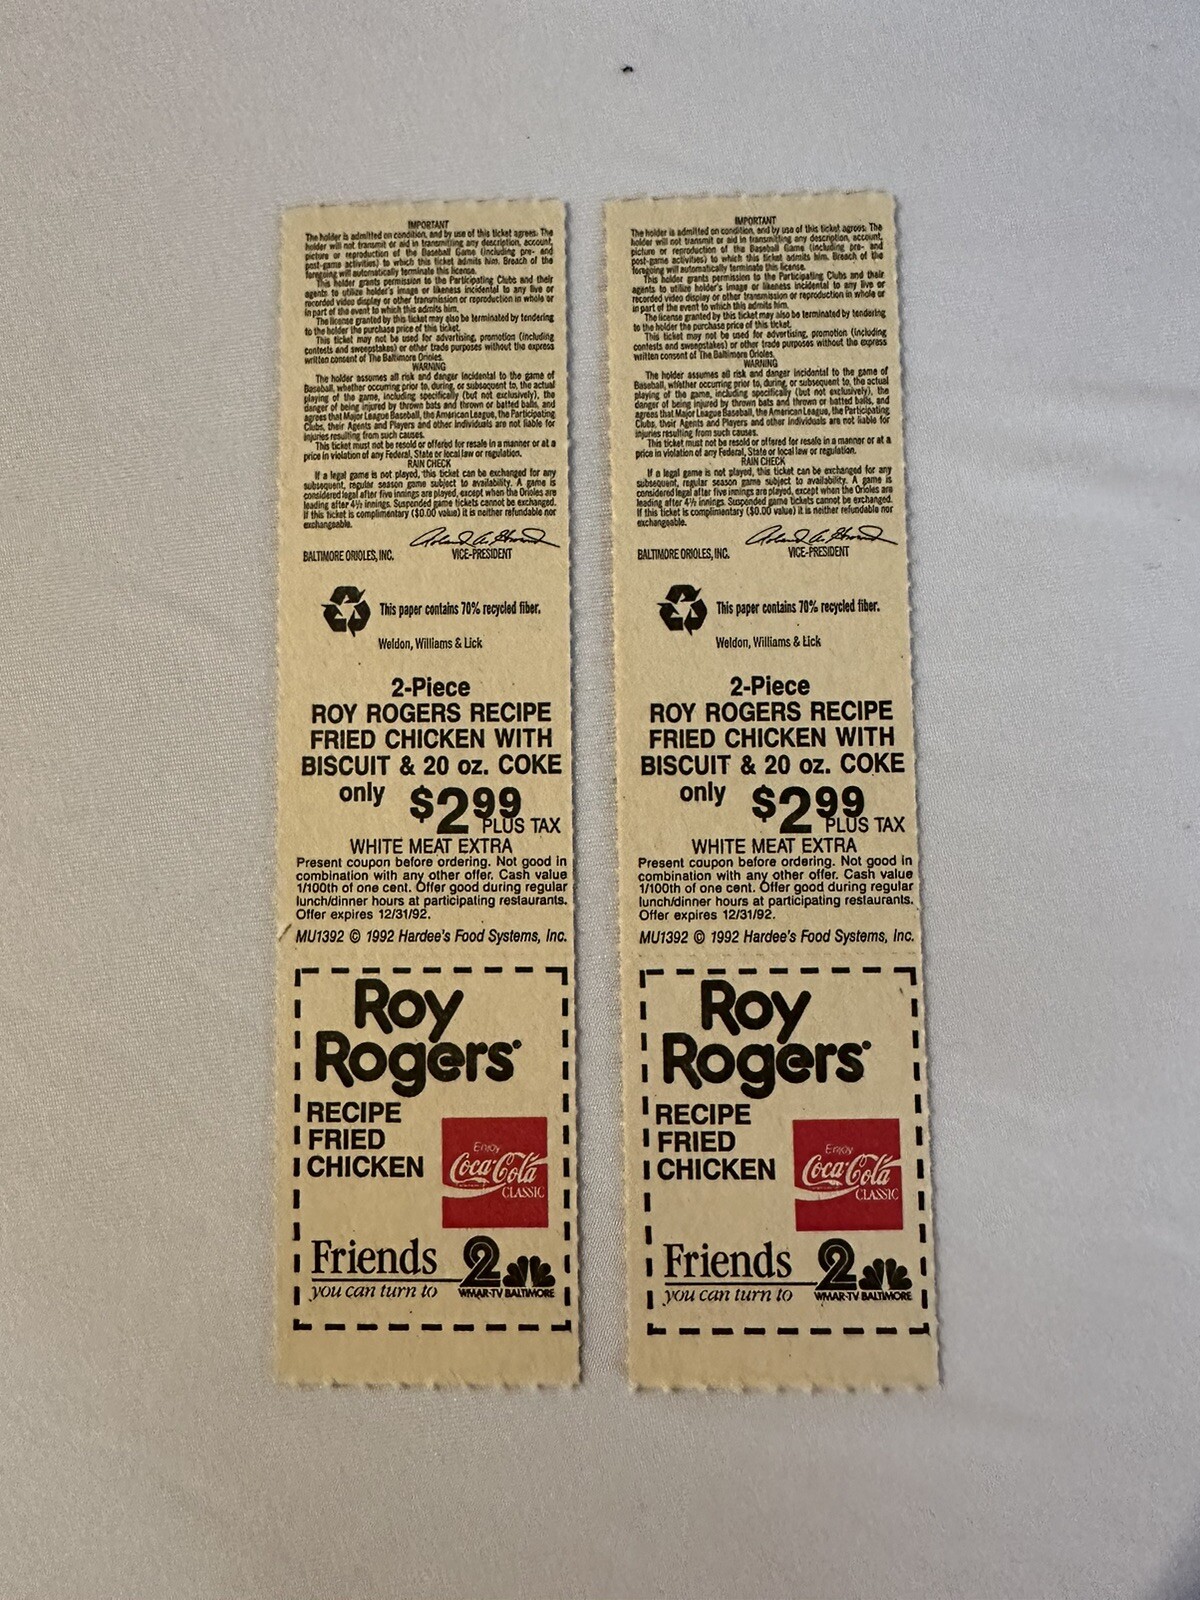 IMPORTANT
The holder is admitted on condition, and by use of this ticket agrees: The
holder will not transmit or aid in transmitting any description, account,
picture or reproduction of the Baseball Game (including pre- and
post-game activities) to which this ticket admits him. Breach of the
foregoing will automatically terminate this license.
This holder grants permission to the Participating Clubs and their
agents to utilize holder's image or likeness incidental to any live or
recorded video display or other transmission or reproduction in whole or
in part of the event to which this admits him.
The license granted by this ticket may also be terminated by tendering
to the holder the purchase price of this ticket.
This ticket may not be used for advertising, promotion (including
contests and sweepstakes) or other trade purposes without the express
written consent of The Baltimore Orioles.
WARNING
The holder assumes all risk and danger incidental to the game of
Baseball, whether occurring prior to, during, or subsequent to, the actual
playing of the game, including specifically (but not exclusively), the
danger of being injured by thrown bats and thrown or batted balls, and
agrees that Major League Baseball, the American League, the Participating
Clubs, their Agents and Players and other individuals are not liable for
injuries resulting from such causes.
This ticket must not be resold or offered for resale in a manner or at a
price in violation of any Federal, State or local law or regulation.
RAIN CHECK
If a legal game is not played, this ticket can be exchanged for any
subsequent, regular season game subject to availability. A game is
considered legal after five innings are played, except when the Orioles are
leading after 4½ innings. Suspended game tickets cannot be exchanged.
If this ticket is complimentary ($0.00 value) it is neither refundable nor
exchangeable.
BALTIMORE ORIOLES, INC. VICE-PRESIDENT
This paper contains 70% recycled fiber.
Weldon, Williams & Lick
2-Piece
ROY ROGERS RECIPE
FRIED CHICKEN WITH
BISCUIT & 20 oz. COKE
only $2.99
PLUS TAX
WHITE MEAT EXTRA
Present coupon before ordering. Not good in
combination with any other offer. Cash value
1/100th of one cent. Offer good during regular
lunch/dinner hours at participating restaurants.
Offer expires 12/31/92.
MU1392 © 1992 Hardee's Food Systems, Inc.
Roy
Rogers
RECIPE
FRIED
CHICKEN
Enjoy
Coca-Cola
CLASSIC
Friends 2
you can turn to WMAR-TV BALTIMORE
IMPORTANT
The holder is admitted on condition, and by use of this ticket agrees: The
holder will not transmit or aid in transmitting any description, account,
picture or reproduction of the Baseball Game (including pre- and
post-game activities) to which this ticket admits him. Breach of the
foregoing will automatically terminate this license.
This holder grants permission to the Participating Clubs and their
agents to utilize holder's image or likeness incidental to any live or
recorded video display or other transmission or reproduction in whole or
in part of the event to which this admits him.
The license granted by this ticket may also be terminated by tendering
to the holder the purchase price of this ticket.
This ticket may not be used for advertising, promotion (including
contests and sweepstakes) or other trade purposes without the express
written consent of The Baltimore Orioles.
WARNING
The holder assumes all risk and danger incidental to the game of
Baseball, whether occurring prior to, during, or subsequent to, the actual
playing of the game, including specifically (but not exclusively), the
danger of being injured by thrown bats and thrown or batted balls, and
agrees that Major League Baseball, the American League, the Participating
Clubs, their Agents and Players and other individuals are not liable for
injuries resulting from such causes.
This ticket must not be resold or offered for resale in a manner or at a
price in violation of any Federal, State or local law or regulation.
RAIN CHECK
If a legal game is not played, this ticket can be exchanged for any
subsequent, regular season game subject to availability. A game is
considered legal after five innings are played, except when the Orioles are
leading after 4½ innings. Suspended game tickets cannot be exchanged.
If this ticket is complimentary ($0.00 value) it is neither refundable nor
exchangeable.
BALTIMORE ORIOLES, INC. VICE-PRESIDENT
This paper contains 70% recycled fiber.
Weldon, Williams & Lick
2-Piece
ROY ROGERS RECIPE
FRIED CHICKEN WITH
BISCUIT & 20 oz. COKE
only $2.99
PLUS TAX
WHITE MEAT EXTRA
Present coupon before ordering. Not good in
combination with any other offer. Cash value
1/100th of one cent. Offer good during regular
lunch/dinner hours at participating restaurants.
Offer expires 12/31/92.
MU1392 © 1992 Hardee's Food Systems, Inc.
Roy
Rogers
RECIPE
FRIED
CHICKEN
Enjoy
Coca-Cola
CLASSIC
Friends 2
you can turn to WMAR-TV BALTIMORE